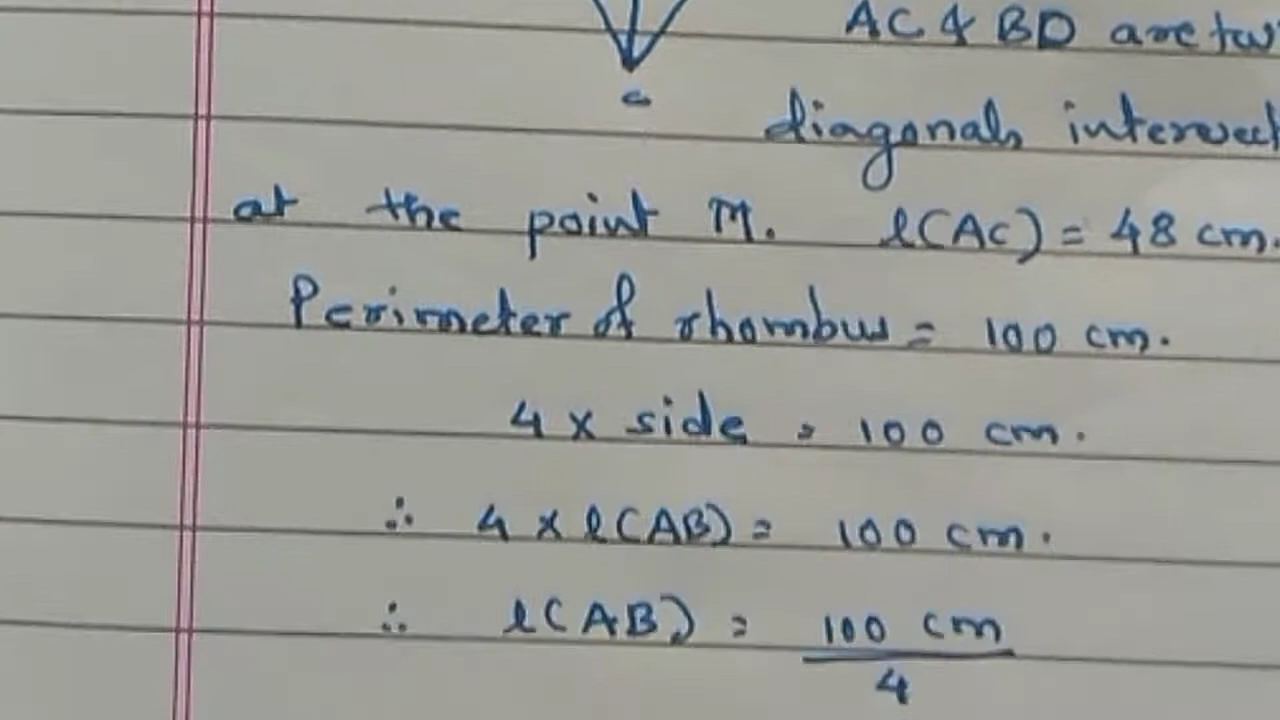 AC & BD are
c
diagonals intersect
at the point M. l(AC) = 48 cm.
Perimeter of rhombus = 100 cm.
4 x side = 100 cm.
∴ 4 x l(AB) = 100 cm.
∴ l(AB) = 100 cm
4